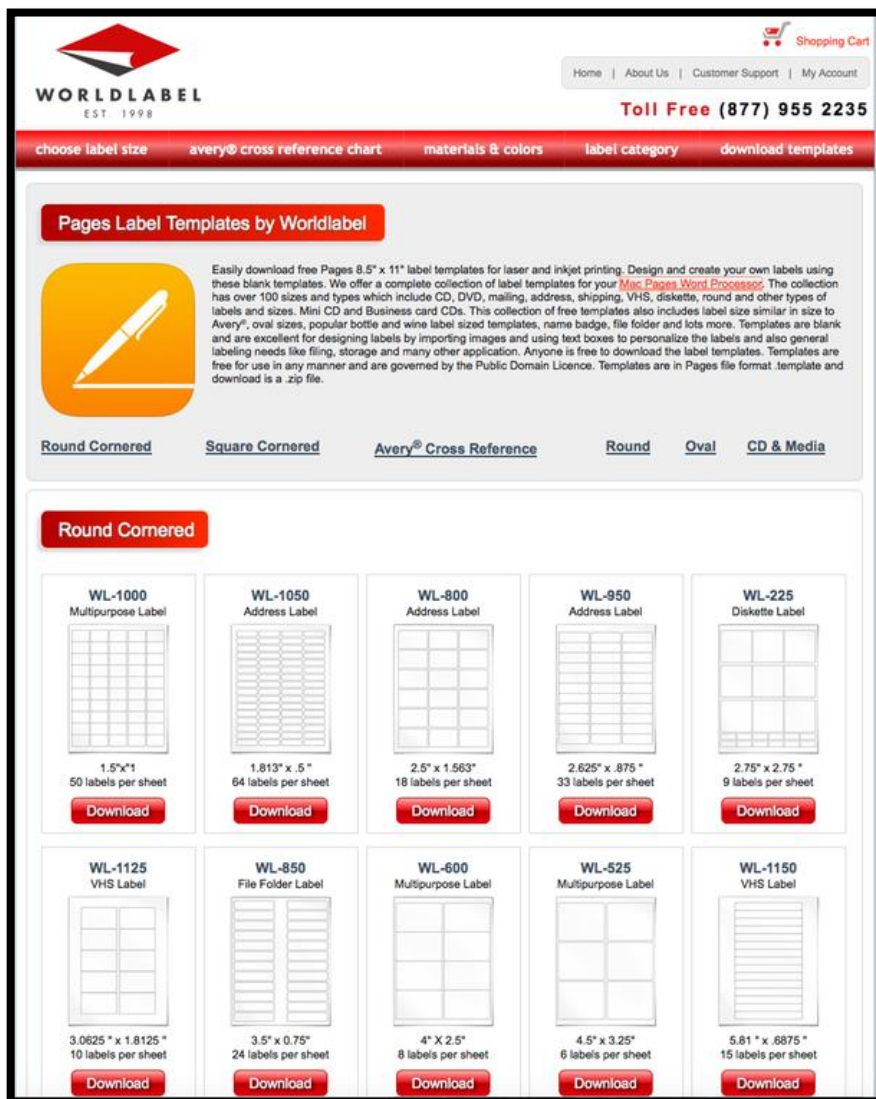 Shopping Cart
Home | About Us | Customer Support | My Account
WORLDLABEL
EST. 1998
Toll Free (877) 955 2235
choose label size avery® cross reference chart materials & colors label category download templates
Pages Label Templates by Worldlabel
Easily download free Pages 8.5" x 11" label templates for laser and inkjet printing. Design and create your own labels using
these blank templates. We offer a complete collection of label templates for your Mac Pages Word Processor. The collection
has over 100 sizes and types which include CD, DVD, mailing, address, shipping, VHS, diskette, round and other types of
labels and sizes. Mini CD and Business card CDs. This collection of free templates also includes label size similar in size to
Avery®, oval sizes, popular bottle and wine label sized templates, name badge, file folder and lots more. Templates are blank
and are excellent for designing labels by importing images and using text boxes to personalize the labels and also general
labeling needs like filing, storage and many other application. Anyone is free to download the label templates. Templates are
free for use in any manner and are governed by the Public Domain Licence. Templates are in Pages file format .template and
download is a .zip file.
Round Cornered Square Cornered Avery® Cross Reference Round Oval CD & Media
Round Cornered
WL-1000 WL-1050 WL-800 WL-950 WL-225
Multipurpose Label Address Label Address Label Address Label Diskette Label
1.5"x"1 1.813" x .5 " 2.5" x 1.563" 2.625" x .875 " 2.75" x 2.75 "
50 labels per sheet 64 labels per sheet 18 labels per sheet 33 labels per sheet 9 labels per sheet
Download Download Download Download Download
WL-1125 WL-850 WL-600 WL-525 WL-1150
VHS Label File Folder Label Multipurpose Label Multipurpose Label VHS Label
3.0625 " x 1.8125 " 3.5" x 0.75" 4" X 2.5" 4.5" x 3.25" 5.81 " x .6875 "
10 labels per sheet 24 labels per sheet 8 labels per sheet 6 labels per sheet 15 labels per sheet
Download Download Download Download Download